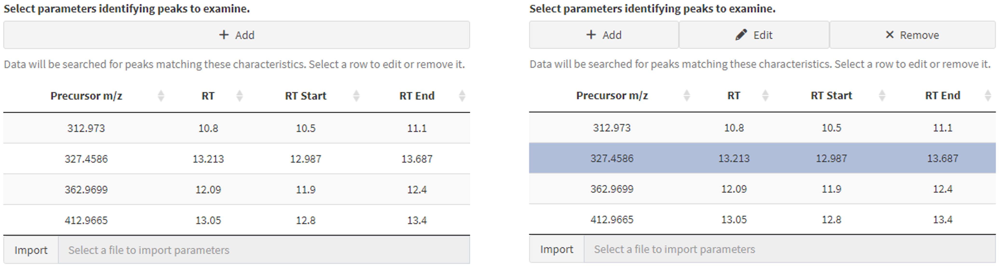 Select parameters identifying peaks to examine.
Add
Data will be searched for peaks matching these characteristics. Select a row to edit or remove it.
Precursor m/z RT RT Start RT End
312.973 10.8 10.5 11.1
327.4586 13.213 12.987 13.687
362.9699 12.09 11.9 12.4
412.9665 13.05 12.8 13.4
Import Select a file to import parameters
Select parameters identifying peaks to examine.
Add Edit Remove
Data will be searched for peaks matching these characteristics. Select a row to edit or remove it.
Precursor m/z RT RT Start RT End
312.973 10.8 10.5 11.1
327.4586 13.213 12.987 13.687
362.9699 12.09 11.9 12.4
412.9665 13.05 12.8 13.4
Import Select a file to import parameters